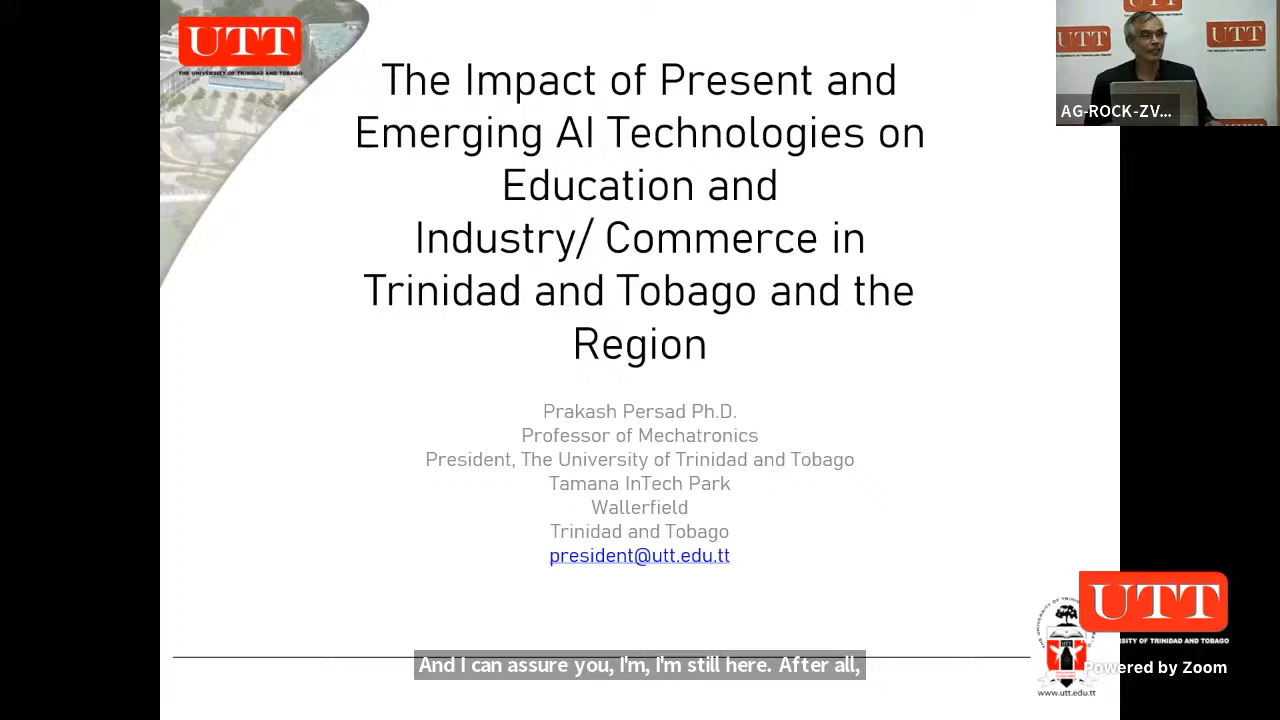 UTT
THE UNIVERSITY OF TRINIDAD AND TOBAGO
The Impact of Present and
Emerging AI Technologies on
Education and
Industry/ Commerce in
Trinidad and Tobago and the
Region
Prakash Persad Ph.D.
Professor of Mechatronics
President, The University of Trinidad and Tobago
Tamana InTech Park
Wallerfield
Trinidad and Tobago
president@utt.edu.tt
UTT
UTT
AG-ROCK-ZV...
UTT
UNIVERSITY OF TRINIDAD AND TOBAGO
Powered by Zoom
www.utt.edu.tt
And I can assure you, I'm, I'm still here. After all,